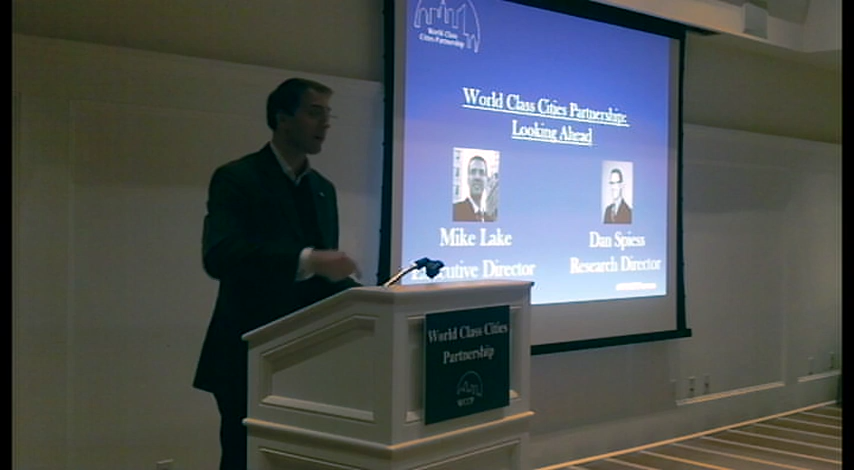 World Class
Cities Partnership
World Class Cities Partnership:
Looking Ahead
Mike Lake
Executive Director
Dan Spiess
Research Director
World Class Cities
Partnership
WCCP